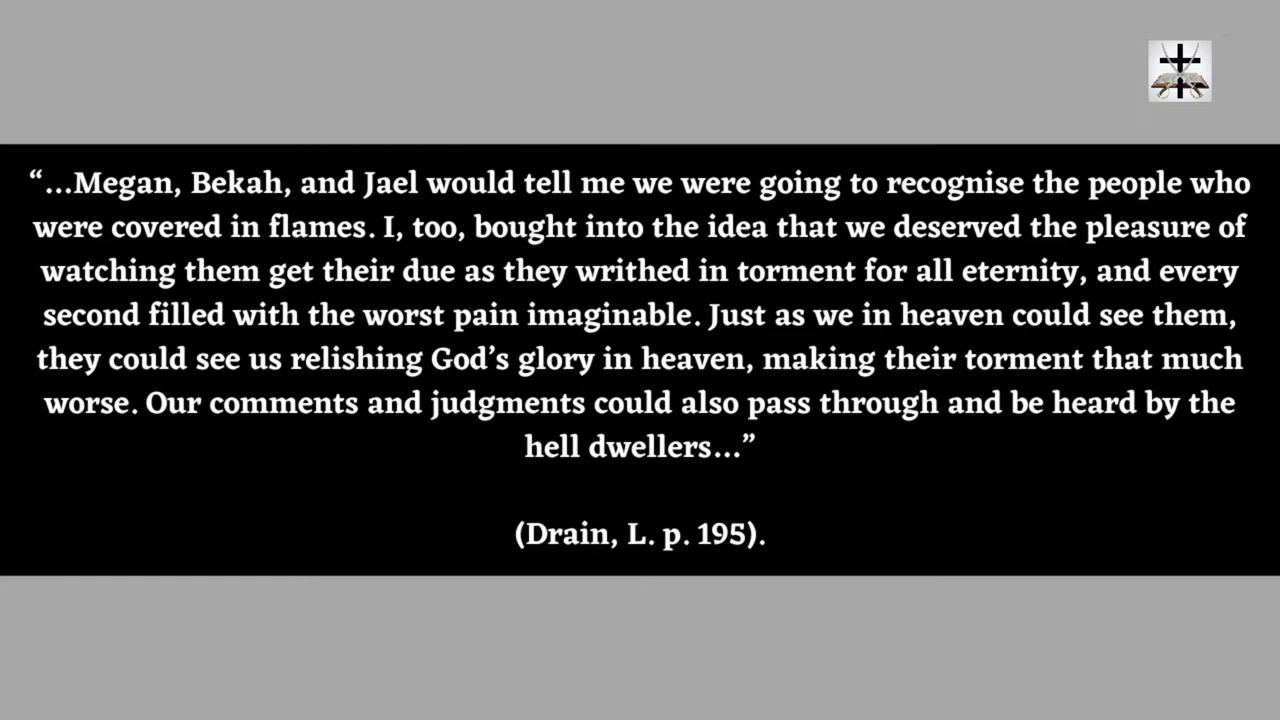 “...Megan, Bekah, and Jael would tell me we were going to recognise the people who
were covered in flames. I, too, bought into the idea that we deserved the pleasure of
watching them get their due as they writhed in torment for all eternity, and every
second filled with the worst pain imaginable. Just as we in heaven could see them,
they could see us relishing God’s glory in heaven, making their torment that much
worse. Our comments and judgments could also pass through and be heard by the
hell dwellers...”
(Drain, L. p. 195).